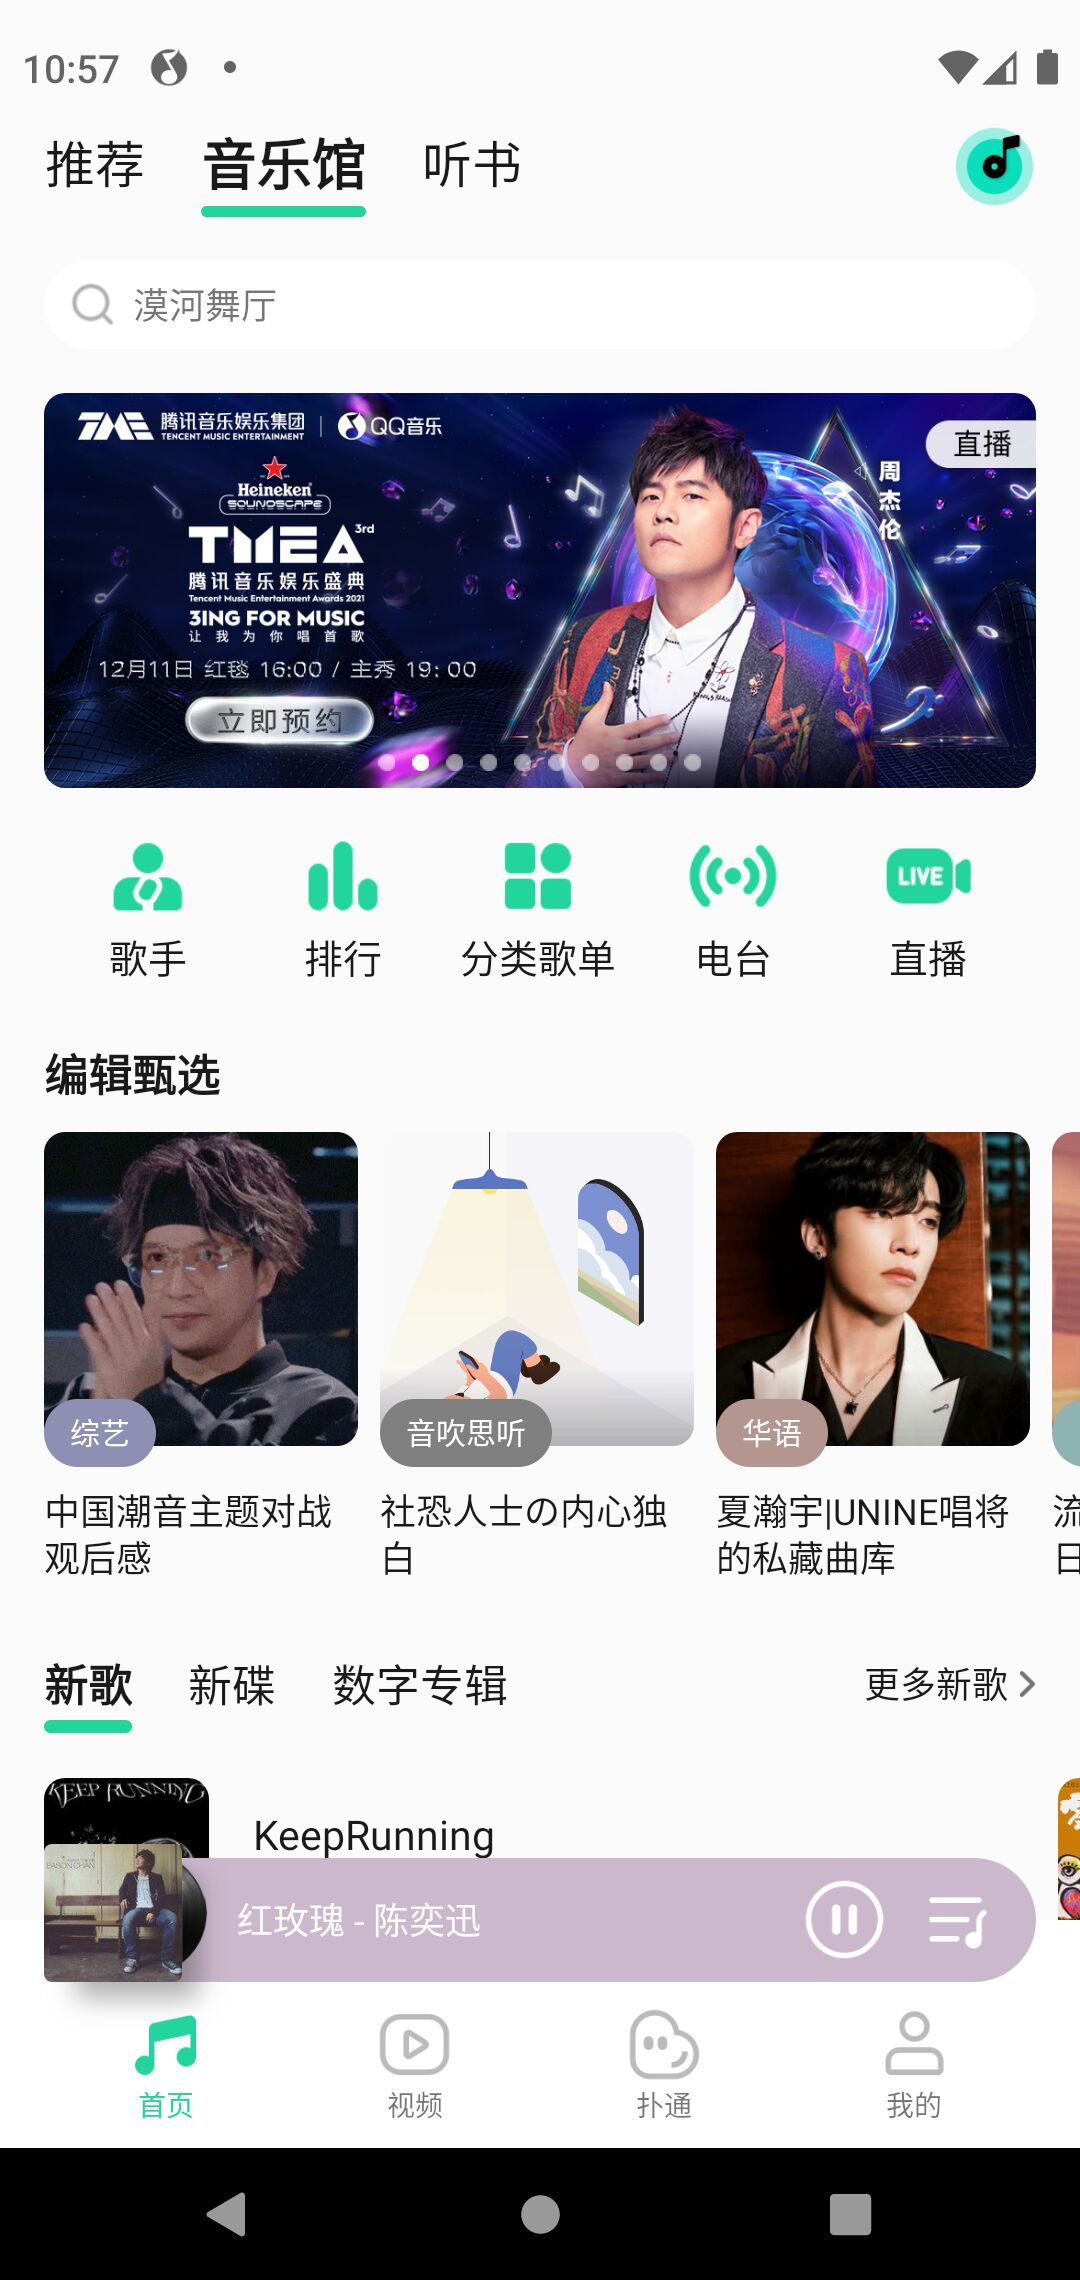 10:57
推荐
音乐馆
听书
漠河舞厅
TME 腾讯音乐娱乐集团 | QQ音乐
TENCENT MUSIC ENTERTAINMENT
直播
周杰伦
Heineken
SOUNDSCAPE
TMEA 3rd
腾讯音乐娱乐盛典
Tencent Music Entertainment Awards 2021
3ING FOR MUSIC
让我为你唱首歌
12月11日 红毯 16:00 / 主秀 19:00
立即预约
歌手
排行
分类歌单
电台
LIVE
直播
编辑甄选
综艺
音吹思听
华语
中国潮音主题对战
观后感
社恐人士の内心独
白
夏瀚宇|UNINE唱将
的私藏曲库
流
日
新歌
新碟
数字专辑
更多新歌
KEEP RUNNING
KeepRunning
EASON CHAN
红玫瑰 - 陈奕迅
首页
视频
扑通
我的